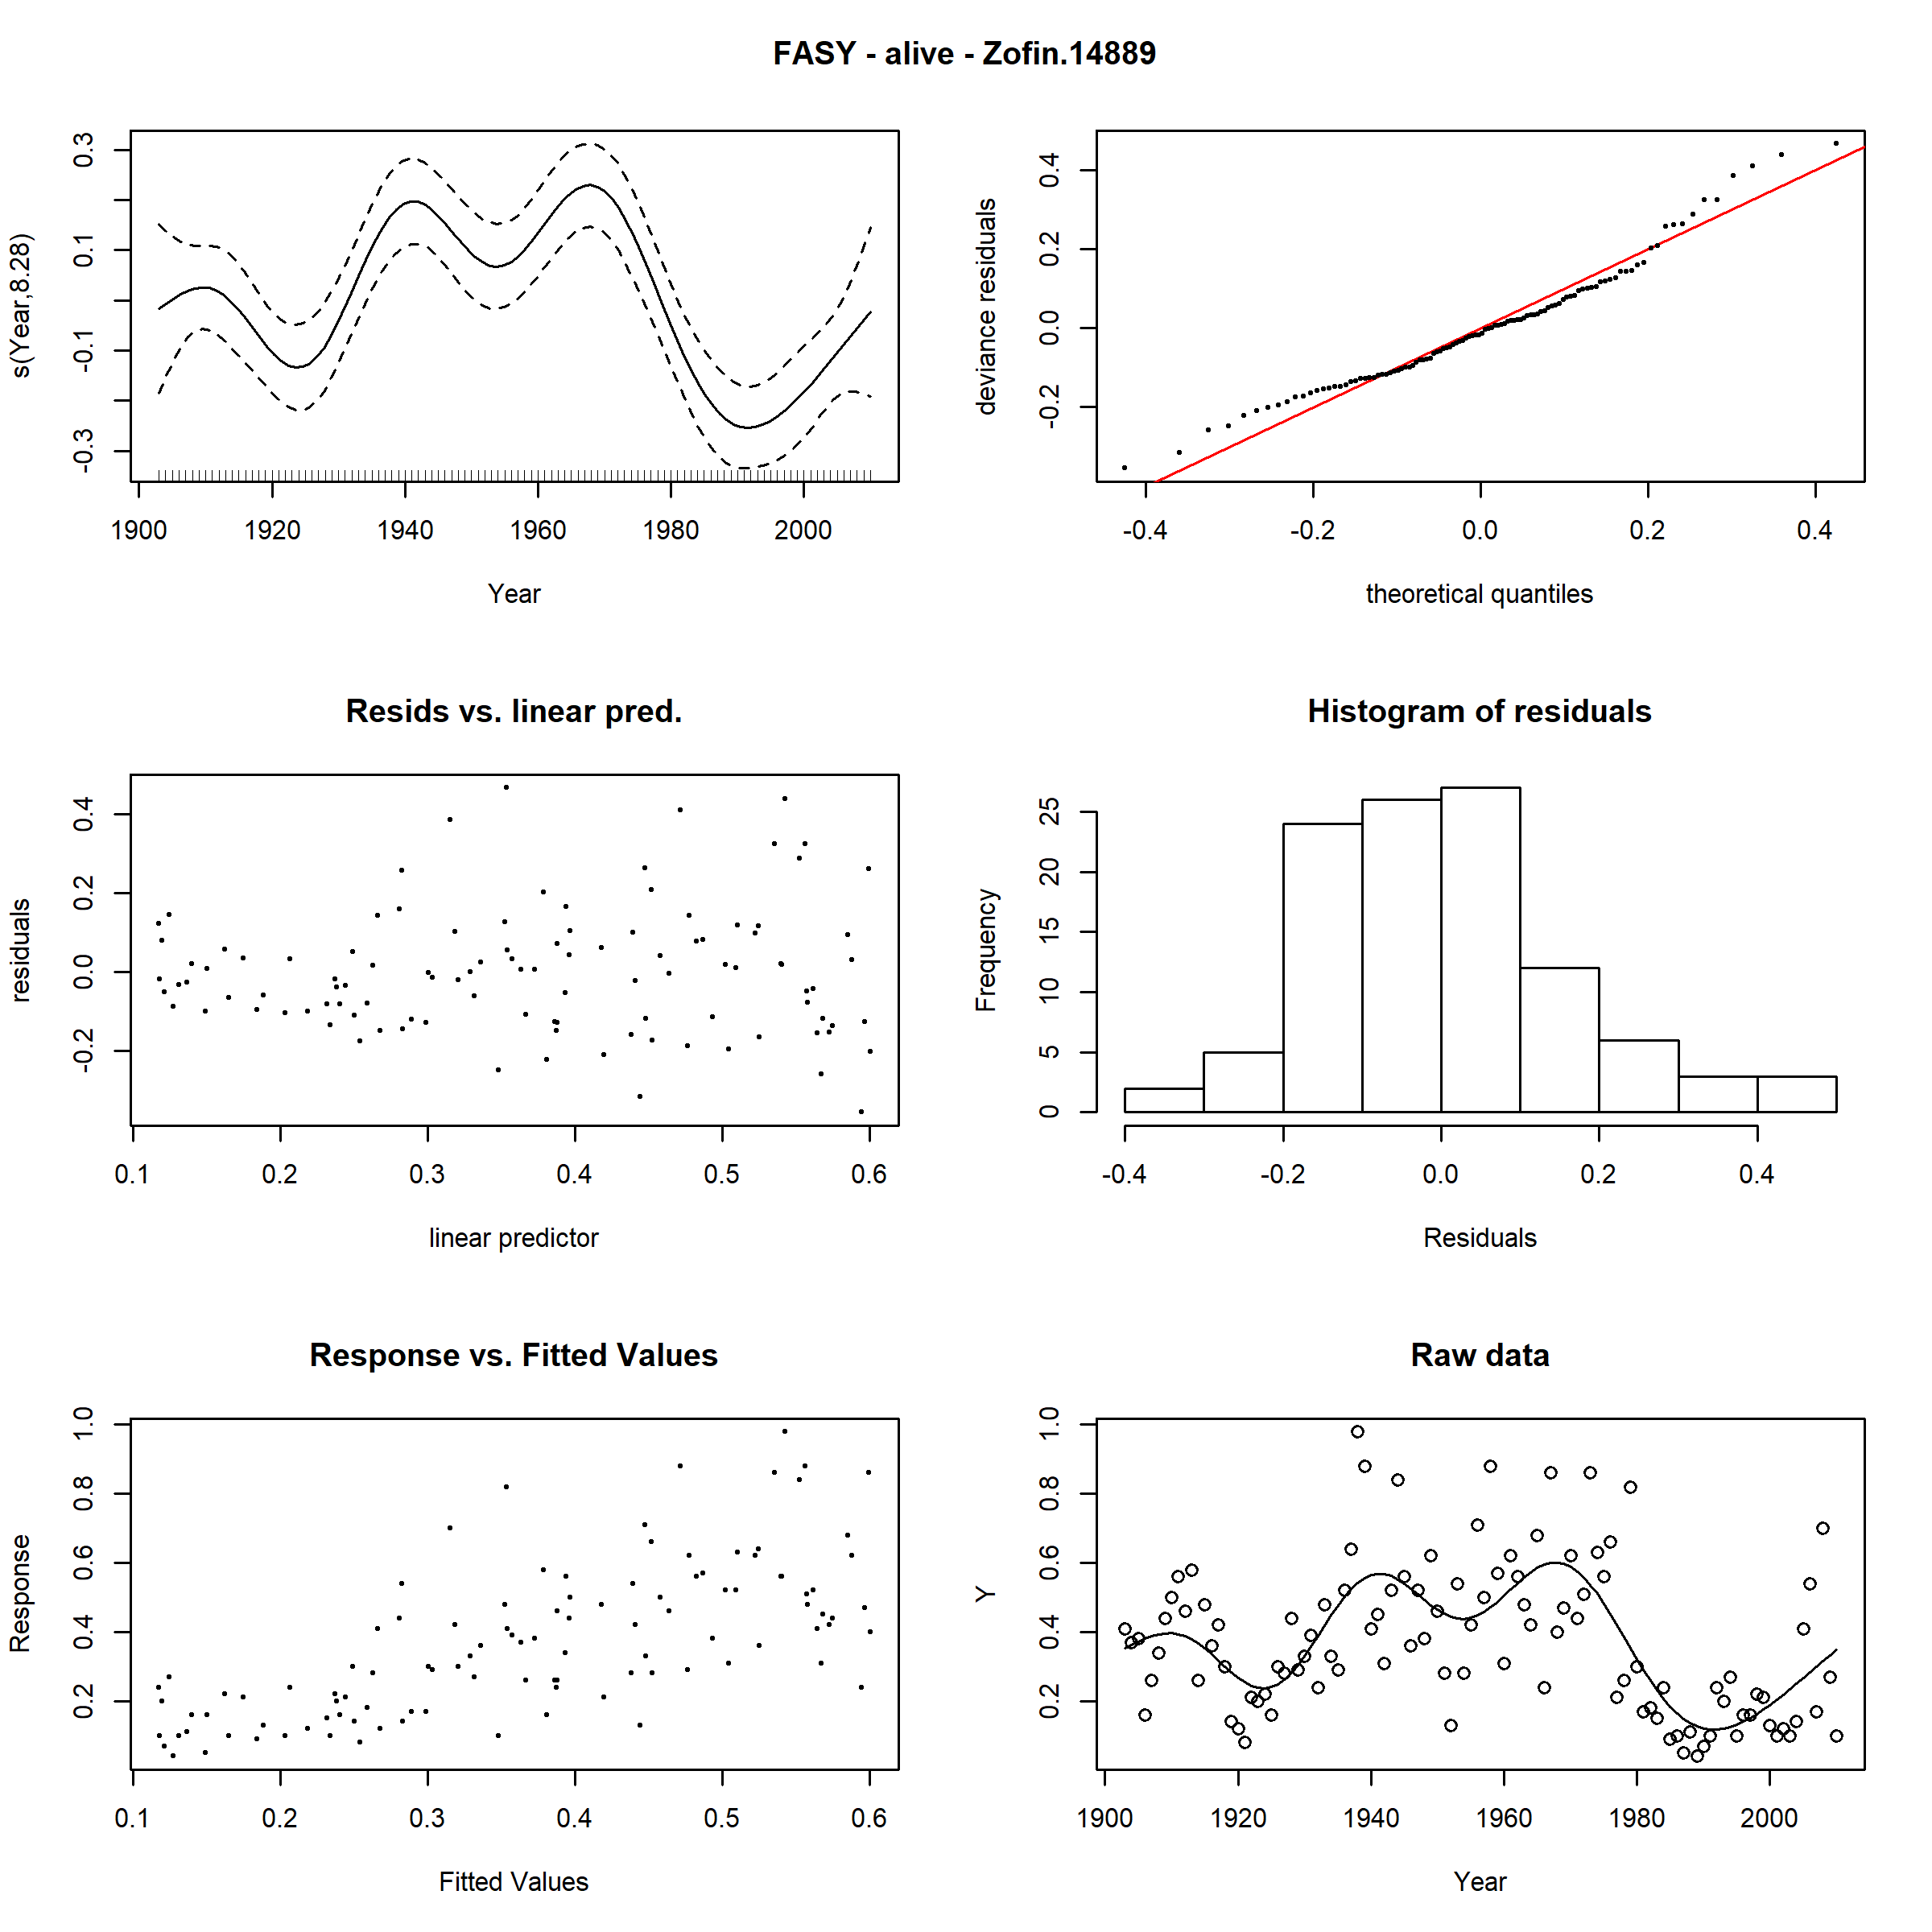 FASY - alive - Zofin.14889
s(Year,8.28)
0.3
0.1
-0.1
-0.3
1900 1920 1940 1960 1980 2000
Year
deviance residuals
0.4
0.2
0.0
-0.2
-0.4 -0.2 0.0 0.2 0.4
theoretical quantiles
Resids vs. linear pred.
residuals
0.4
0.2
0.0
-0.2
0.1 0.2 0.3 0.4 0.5 0.6
linear predictor
Histogram of residuals
Frequency
25
20
15
10
5
0
-0.4 -0.2 0.0 0.2 0.4
Residuals
Response vs. Fitted Values
Response
1.0
0.8
0.6
0.4
0.2
0.1 0.2 0.3 0.4 0.5 0.6
Fitted Values
Raw data
Y
1.0
0.8
0.6
0.4
0.2
1900 1920 1940 1960 1980 2000
Year